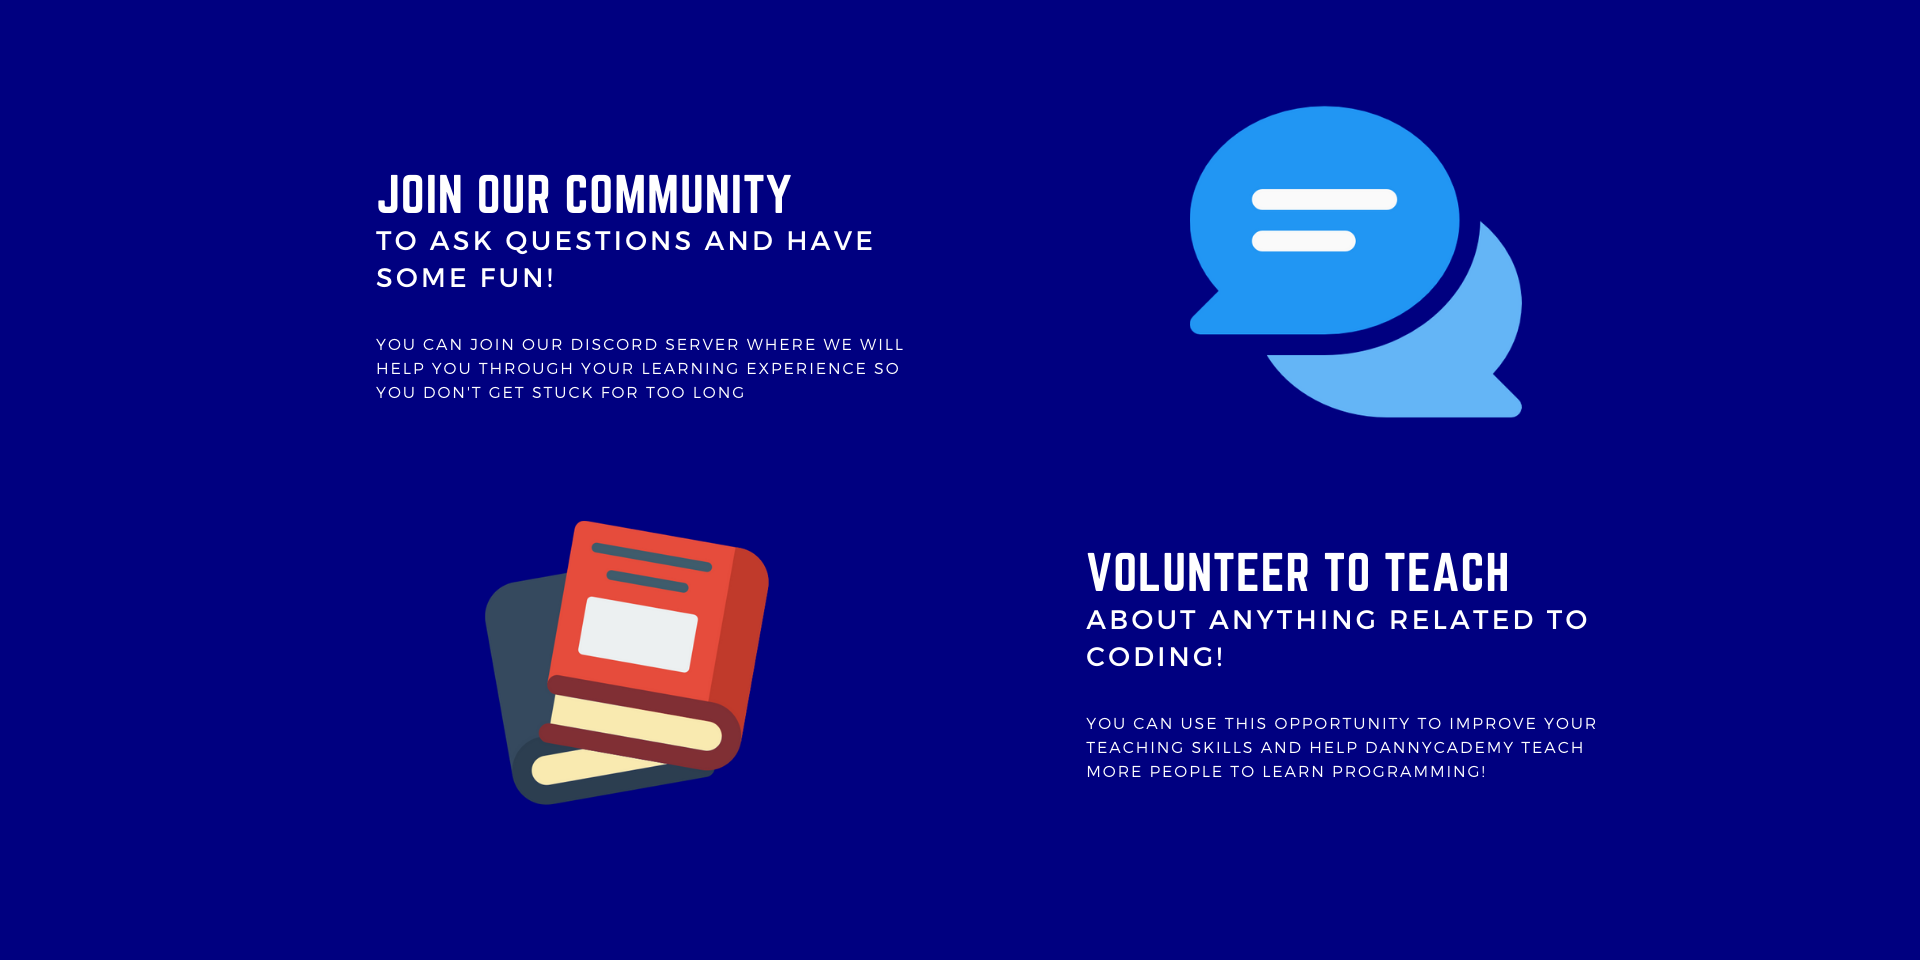 JOIN OUR COMMUNITY
TO ASK QUESTIONS AND HAVE
SOME FUN!
YOU CAN JOIN OUR DISCORD SERVER WHERE WE WILL
HELP YOU THROUGH YOUR LEARNING EXPERIENCE SO
YOU DON'T GET STUCK FOR TOO LONG
VOLUNTEER TO TEACH
ABOUT ANYTHING RELATED TO
CODING!
YOU CAN USE THIS OPPORTUNITY TO IMPROVE YOUR
TEACHING SKILLS AND HELP DANNYCADEMY TEACH
MORE PEOPLE TO LEARN PROGRAMMING!